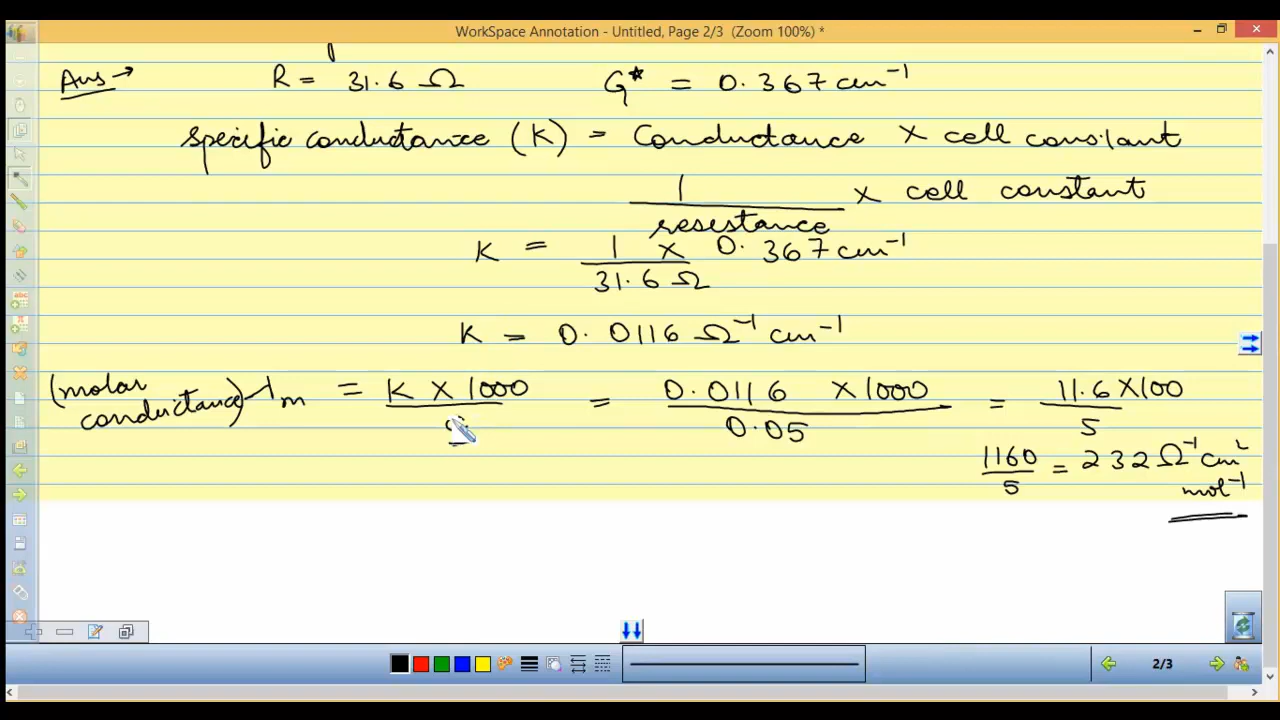 WorkSpace Annotation - Untitled, Page 2/3 (Zoom 100%) *
Ans → R = 31.6 Ω G* = 0.367 cm⁻¹
specific conductance (K) = Conductance × cell constant
1/resistance × cell constant
K = 1/31.6 Ω × 0.367 cm⁻¹
K = 0.0116 Ω⁻¹ cm⁻¹
(molar conductance) ⅄m = K × 1000 / = 0.0116 × 1000 / 0.05 = 11.6 × 100 / 5
1160/5 = 232 Ω⁻¹ cm² mol⁻¹
2/3